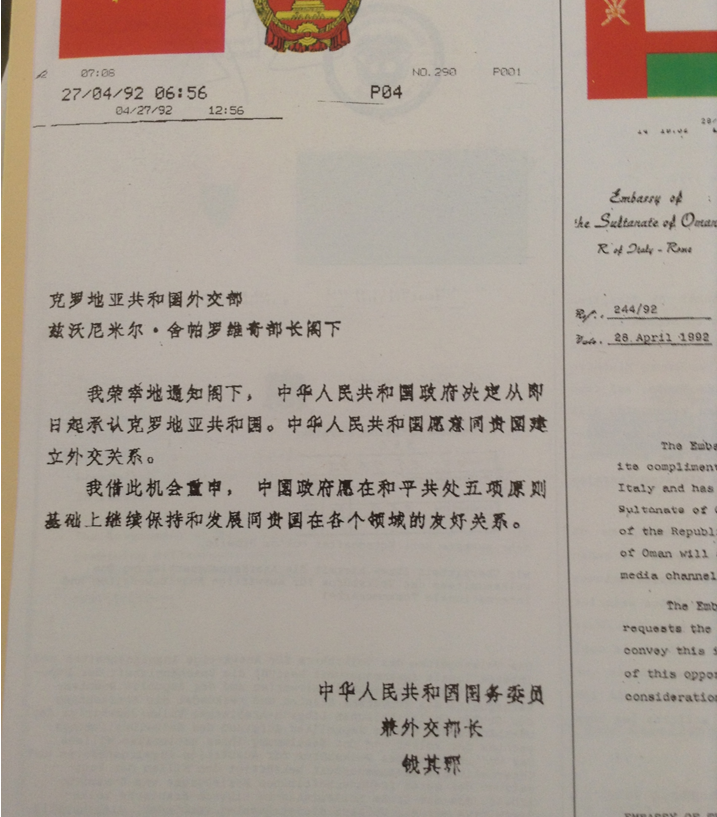 07:08 NO. 290 P001
27/04/92 06:56 P04
04/27/92 12:56
克罗地亚共和国外交部
兹沃尼米尔·舍帕罗维奇部长阁下
我荣幸地通知阁下， 中华人民共和国政府决定从即
日起承认克罗地亚共和国。中华人民共和国愿意同贵国建
立外交关系。
我借此机会重申， 中国政府愿在和平共处五项原则
基础上继续保持和发展同贵国在各个领域的友好关系。
中华人民共和国国务委员
兼外交部长
钱其琛
Embassy of
the Sultanate of Oman
R. of Italy - Rome
Ref.: 244/92
Date. 28 April 1992
The Emba
its compliment
Italy and has
Sultanate of
of the Republi
of Oman will
media channel
The Emb
requests the
convey this i
of this oppor
consideration